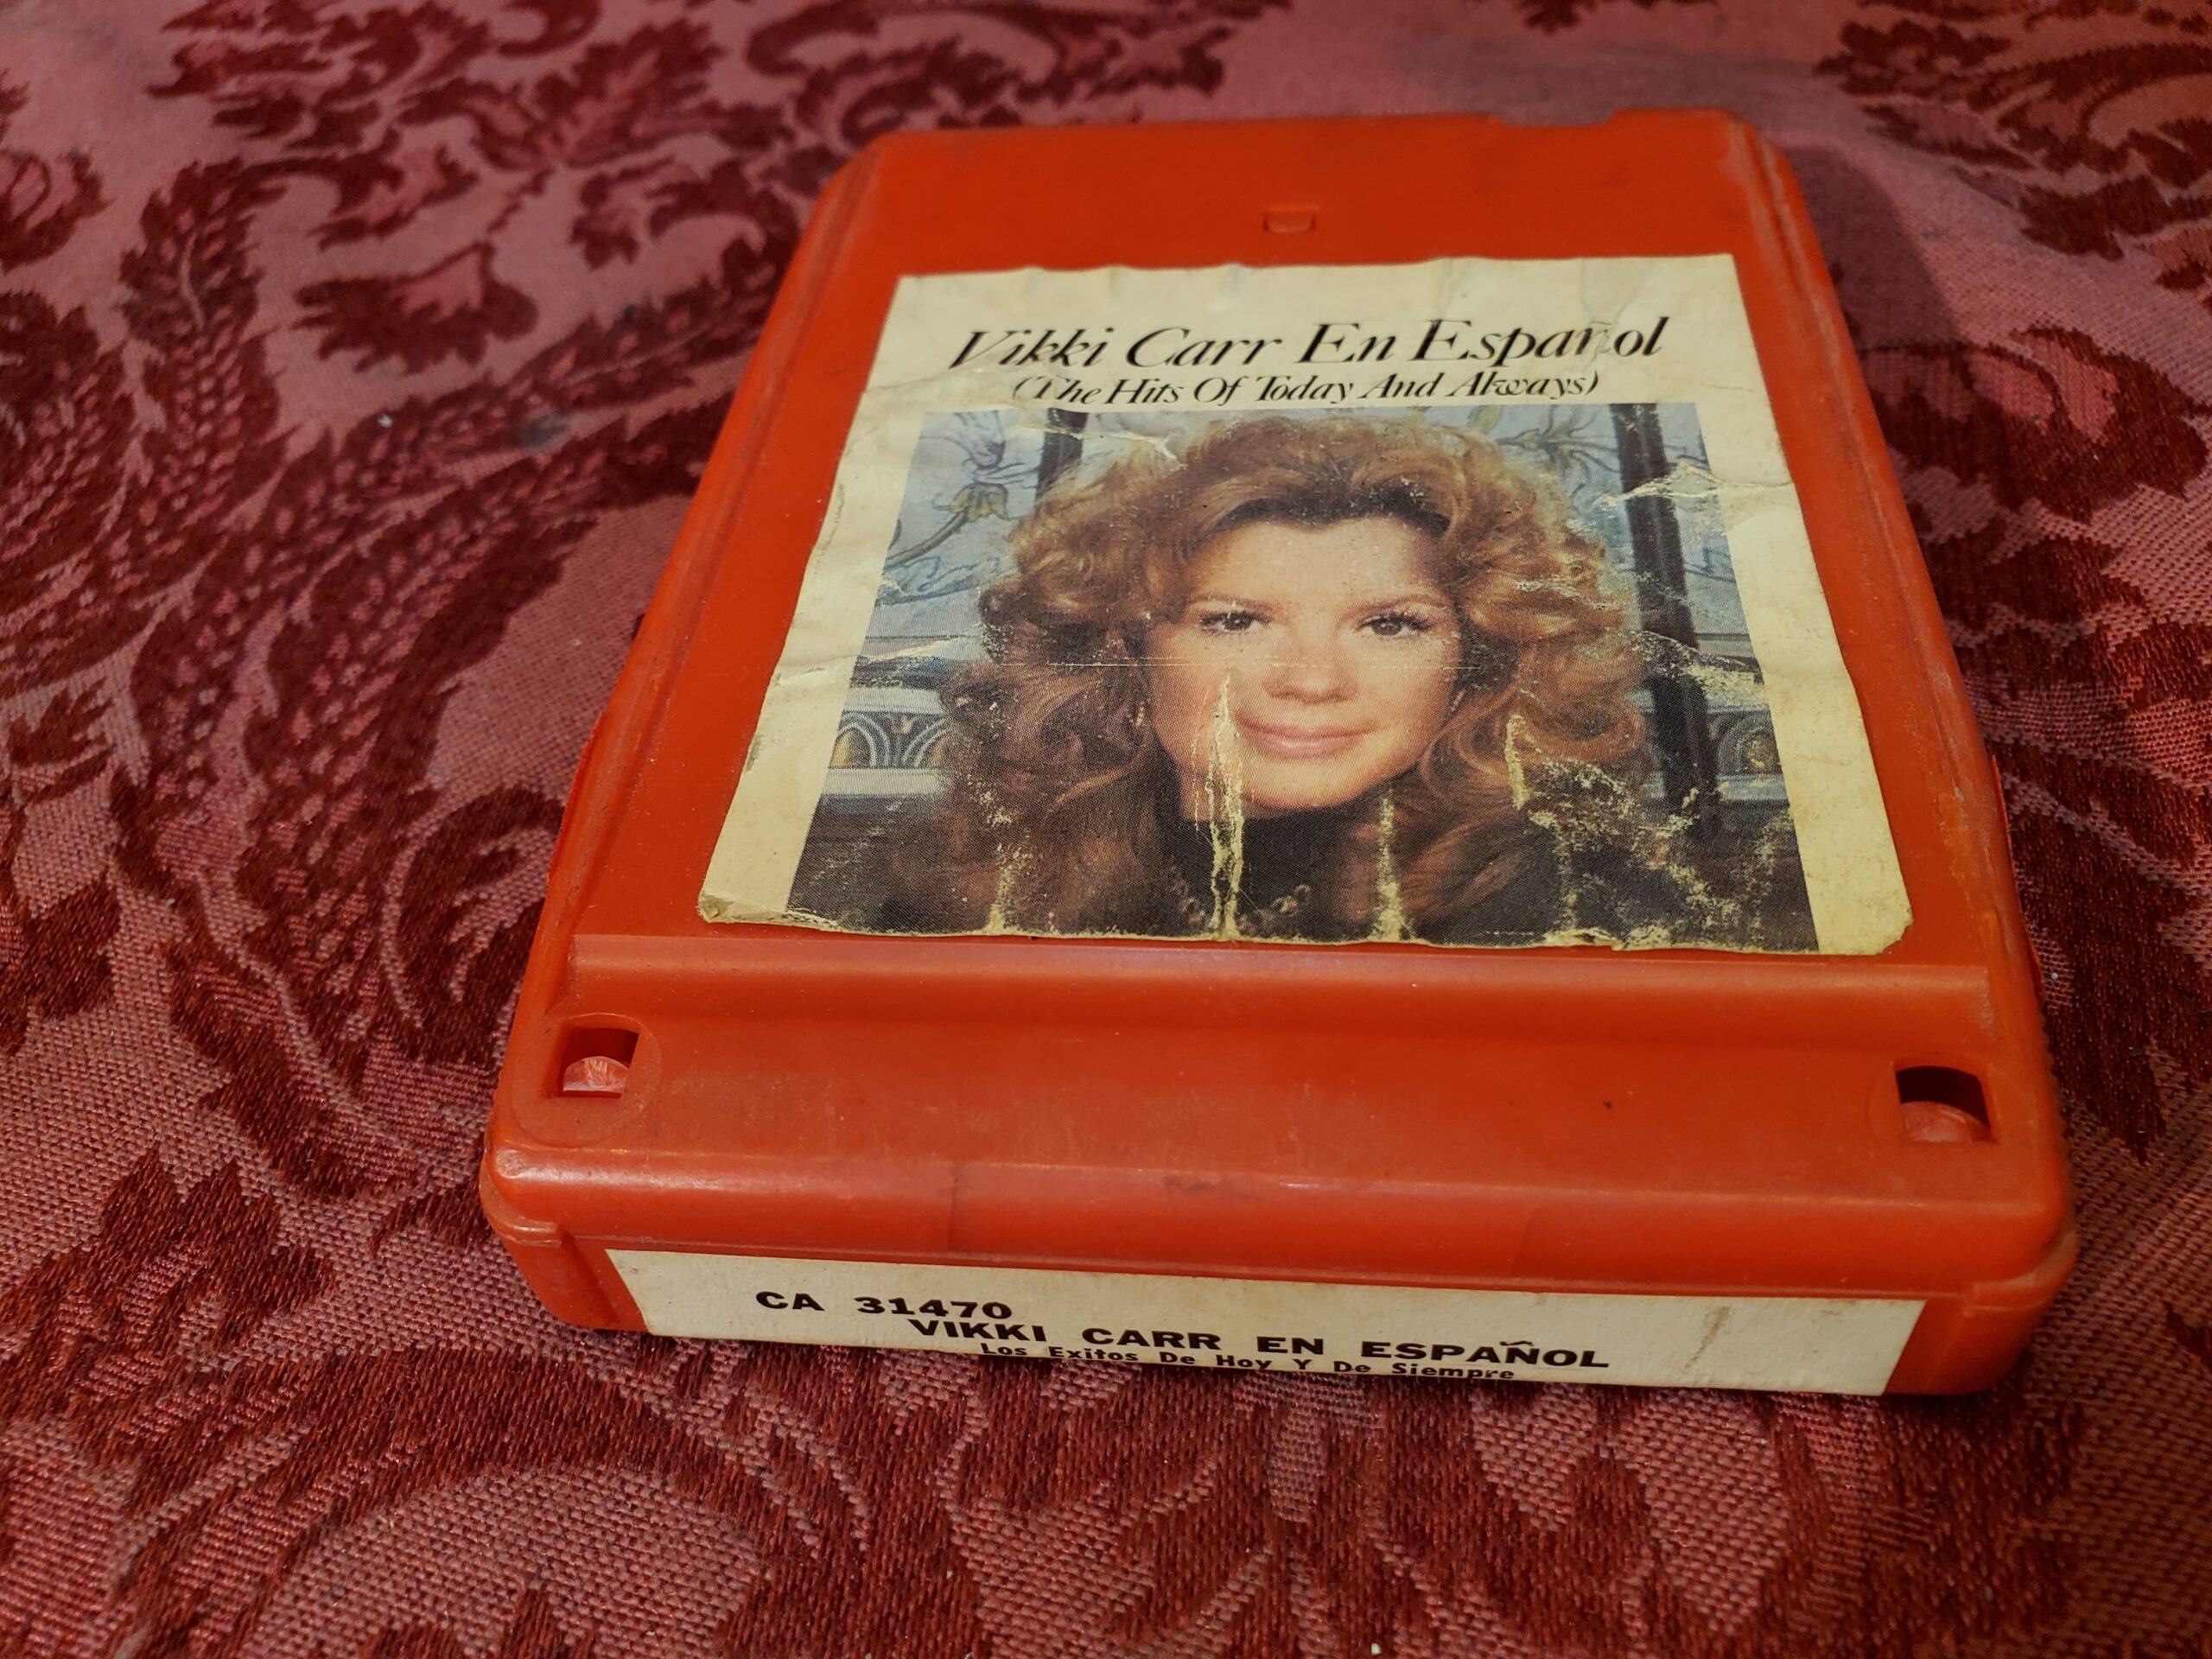 Vikki Carr En Español
(The Hits Of Today And Always)
CA 31470
VIKKI CARR EN ESPAÑOL
Los Exitos De Hoy Y De Siempre